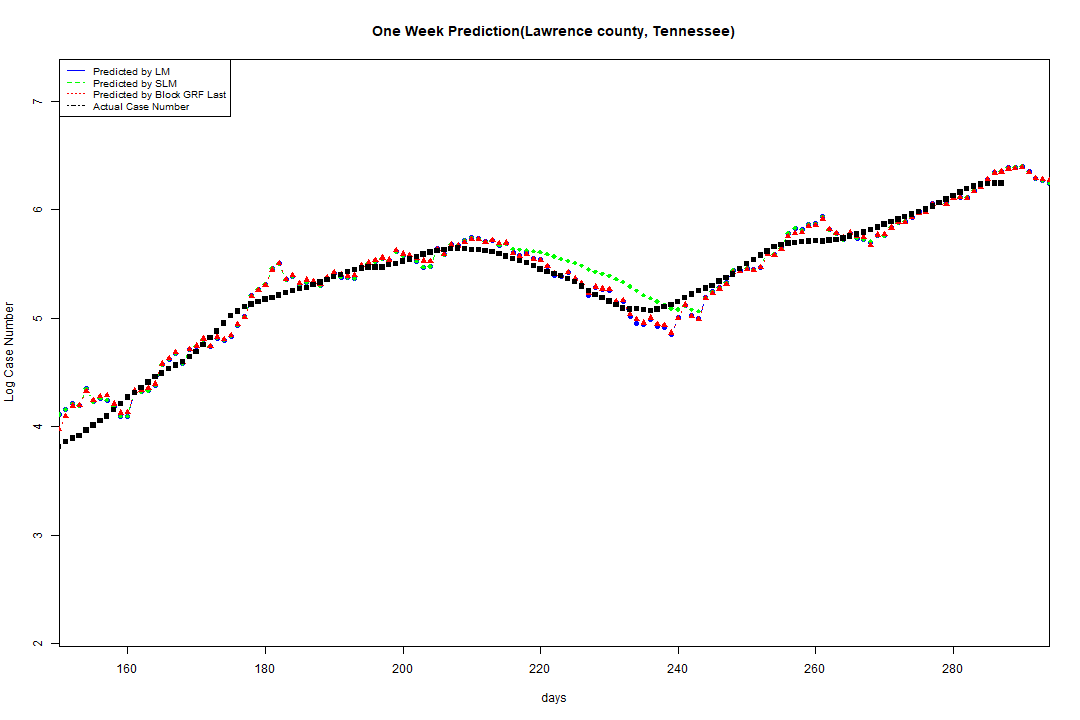 One Week Prediction(Lawrence county, Tennessee)
Predicted by LM
Predicted by SLM
Predicted by Block GRF Last
Actual Case Number
7
6
5
4
3
2
Log Case Number
160 180 200 220 240 260 280
days